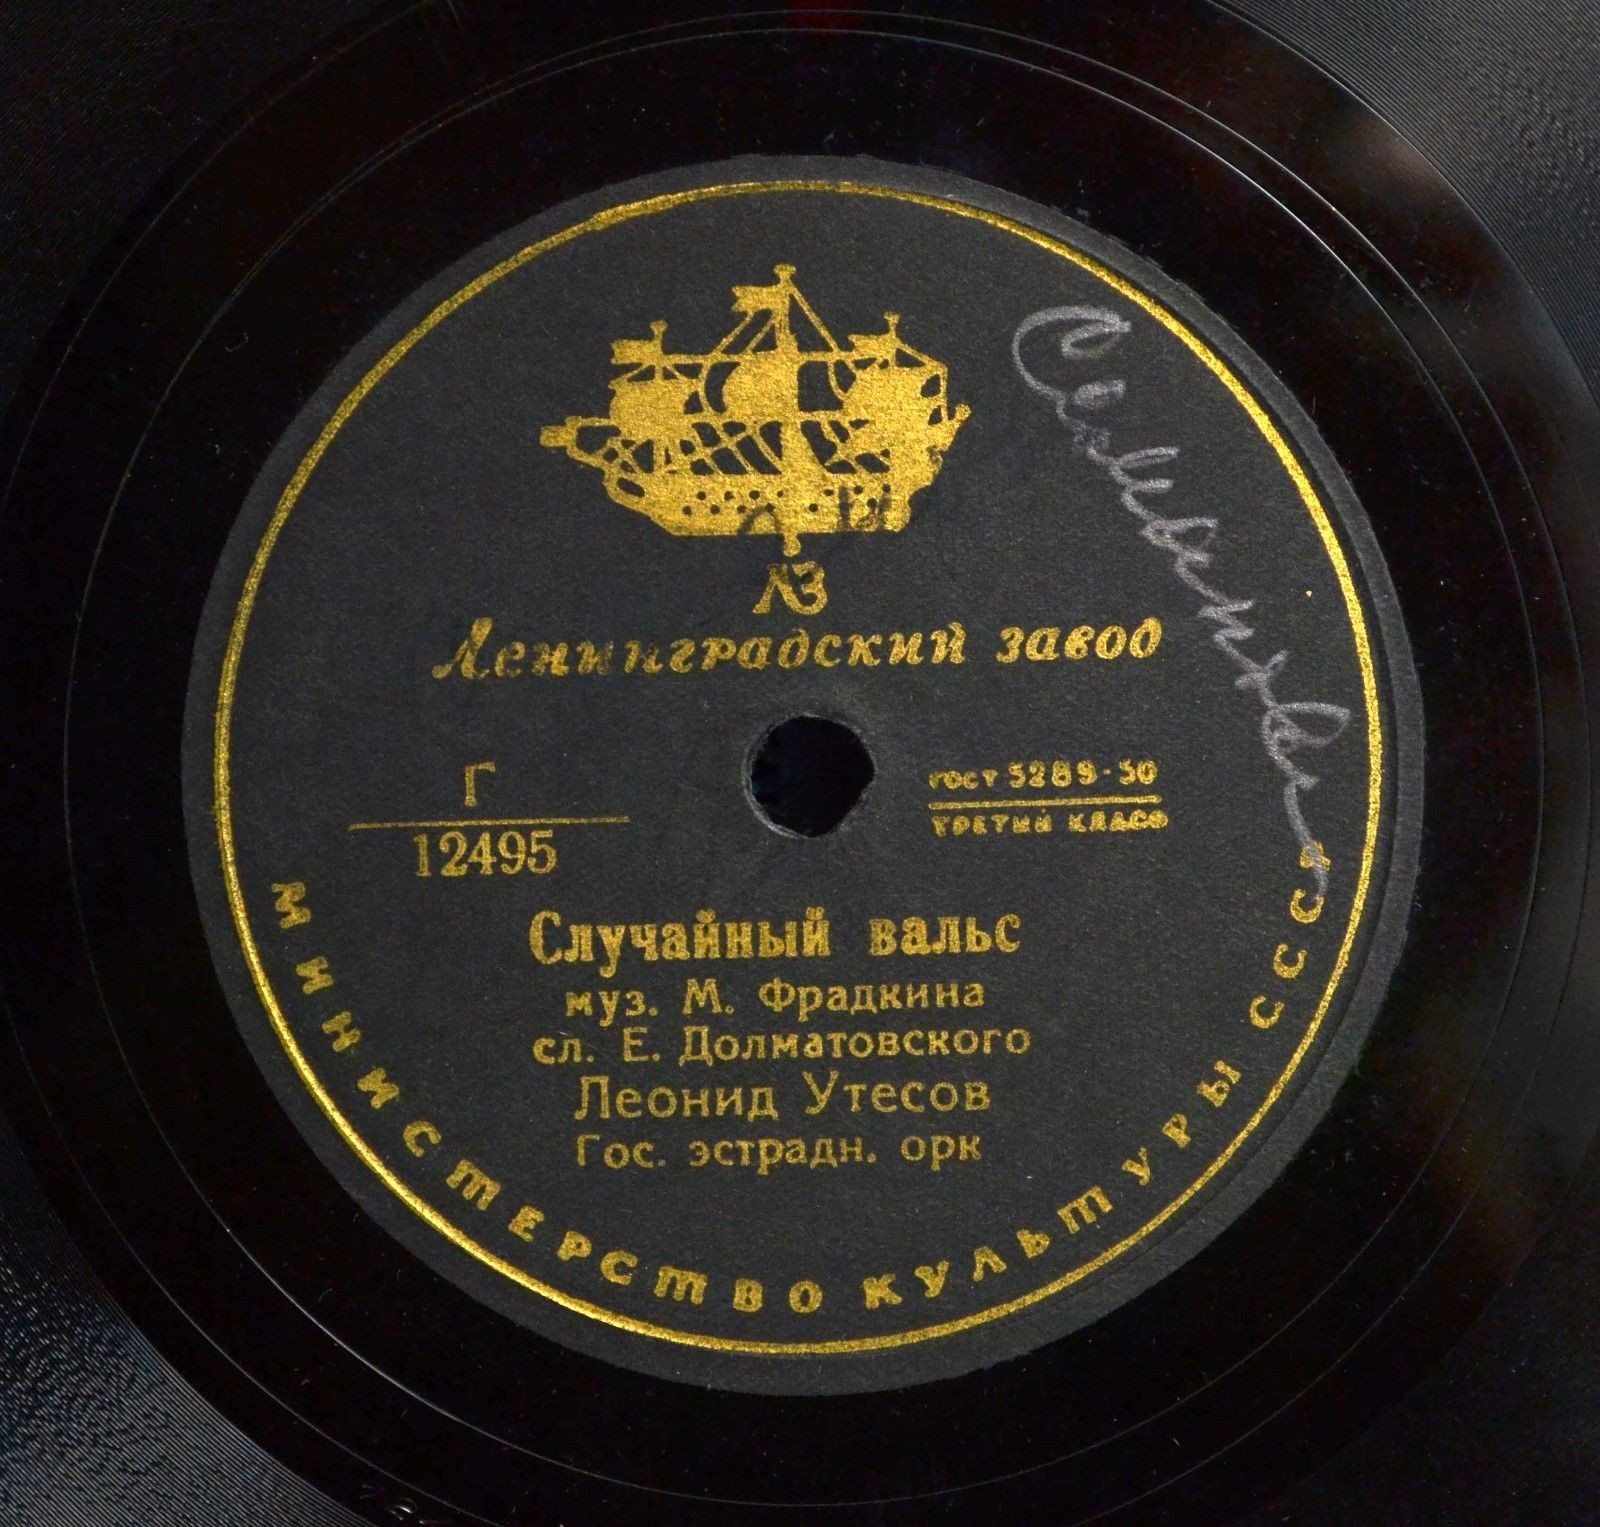 ЛЗ
Ленинградский завод
Г
12495
ГОСТ 5289-50
ТРЕТИЙ КЛАСС
Случайный вальс
муз. М. Фрадкина
сл. Е. Долматовского
Леонид Утесов
Гос. эстрадн. орк
МИНИСТЕРСТВО КУЛЬТУРЫ СССР